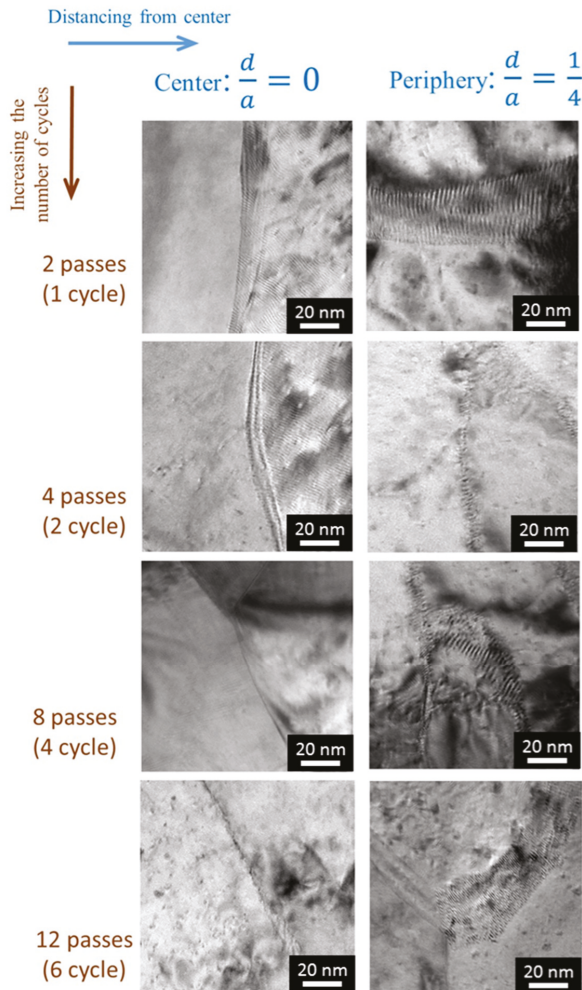 Distancing from center
Increasing the
number of cycles
Center: d/a = 0
Periphery: d/a = 1/4
2 passes
(1 cycle)
20 nm
20 nm
4 passes
(2 cycle)
20 nm
20 nm
8 passes
(4 cycle)
20 nm
20 nm
12 passes
(6 cycle)
20 nm
20 nm